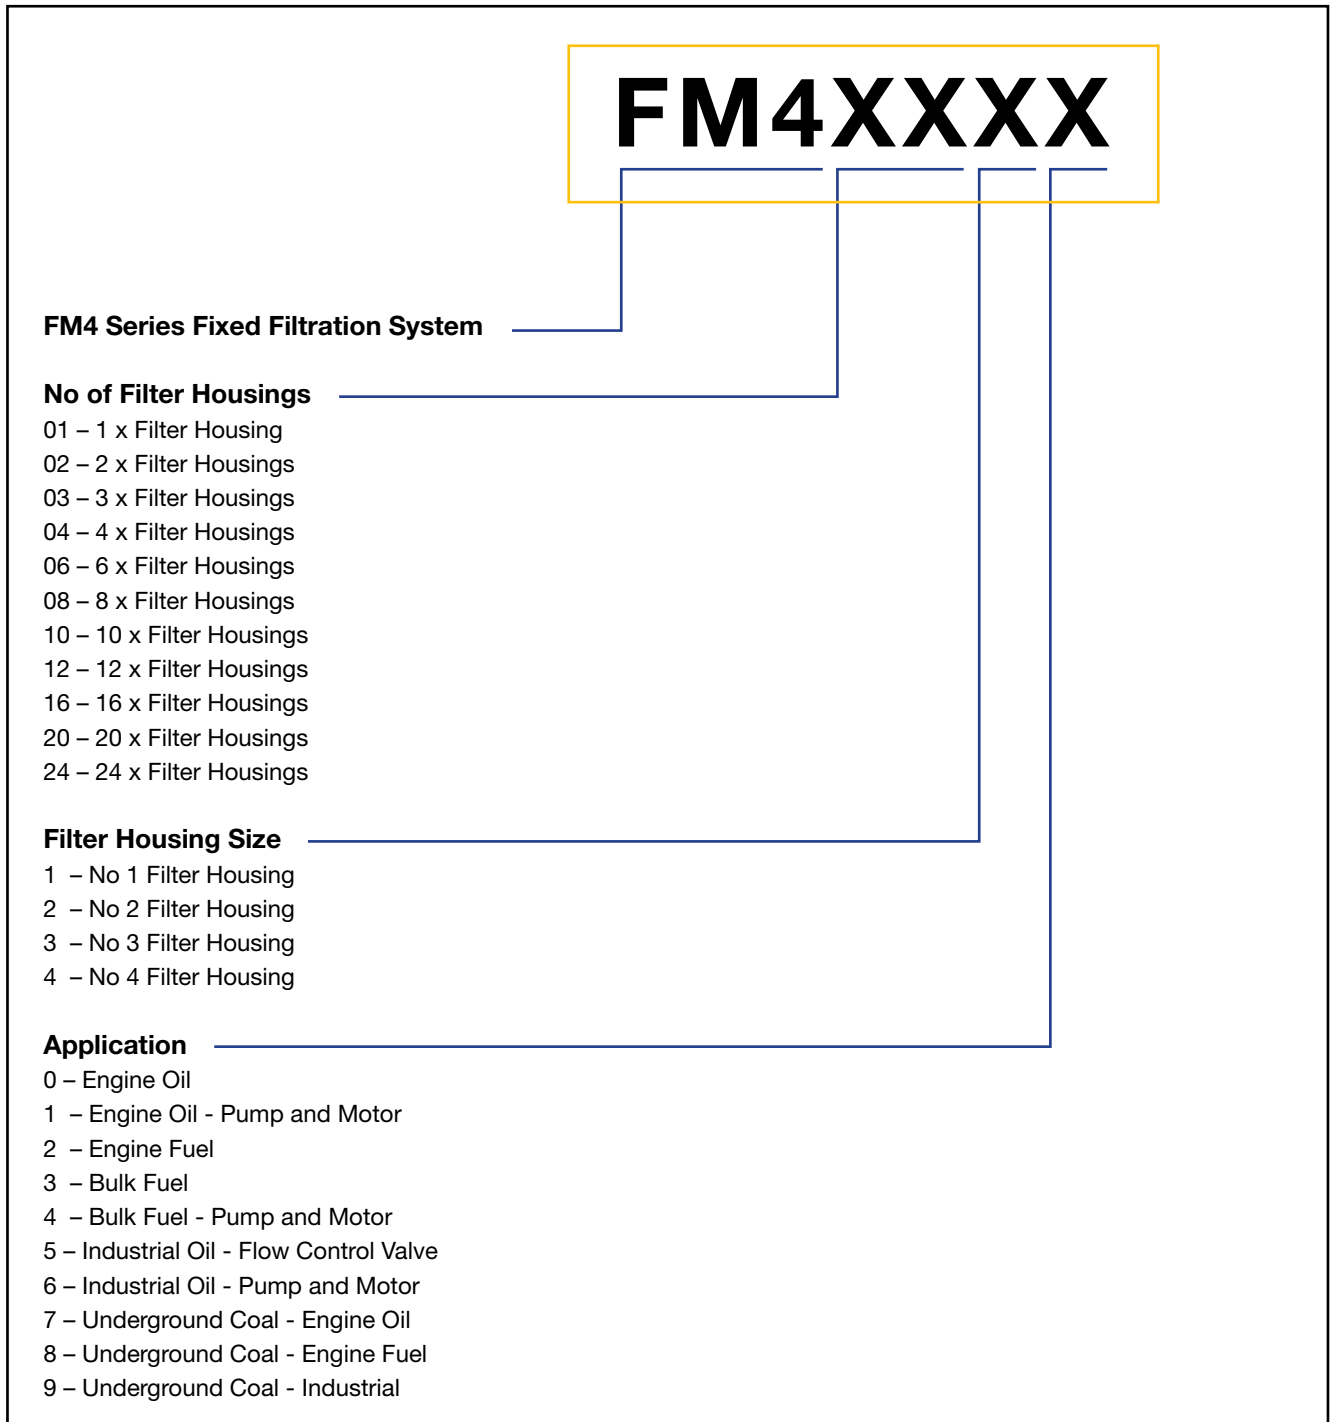 FM4XXXX
FM4 Series Fixed Filtration System
No of Filter Housings
01 – 1 x Filter Housing
02 – 2 x Filter Housings
03 – 3 x Filter Housings
04 – 4 x Filter Housings
06 – 6 x Filter Housings
08 – 8 x Filter Housings
10 – 10 x Filter Housings
12 – 12 x Filter Housings
16 – 16 x Filter Housings
20 – 20 x Filter Housings
24 – 24 x Filter Housings
Filter Housing Size
1 – No 1 Filter Housing
2 – No 2 Filter Housing
3 – No 3 Filter Housing
4 – No 4 Filter Housing
Application
0 – Engine Oil
1 – Engine Oil - Pump and Motor
2 – Engine Fuel
3 – Bulk Fuel
4 – Bulk Fuel - Pump and Motor
5 – Industrial Oil - Flow Control Valve
6 – Industrial Oil - Pump and Motor
7 – Underground Coal - Engine Oil
8 – Underground Coal - Engine Fuel
9 – Underground Coal - Industrial